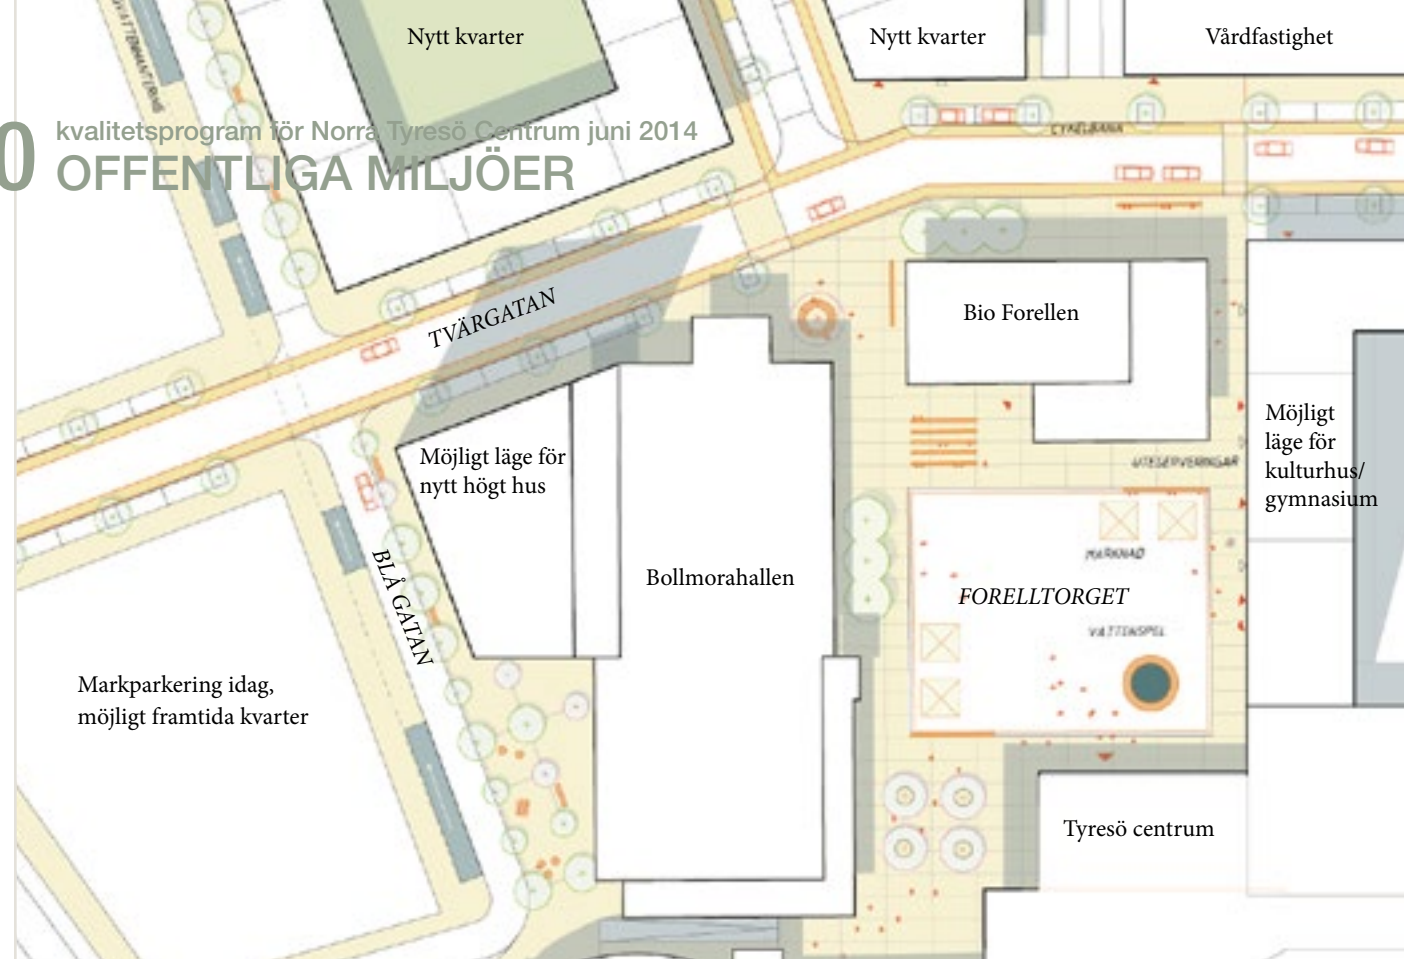 Nytt kvarter
Nytt kvarter
Vårdfastighet
0
kvalitetsprogram för Norra Tyresö Centrum juni 2014
OFFENTLIGA MILJÖER
CYKELBANA
TVÄRGATAN
Bio Forellen
Möjligt läge för
nytt högt hus
Möjligt
läge för
kulturhus/
gymnasium
UTESERVERINGAR
MARKNAD
BLÅ GATAN
Bollmorahallen
FORELLTORGET
VATTENSPEL
Markparkering idag,
möjligt framtida kvarter
Tyresö centrum